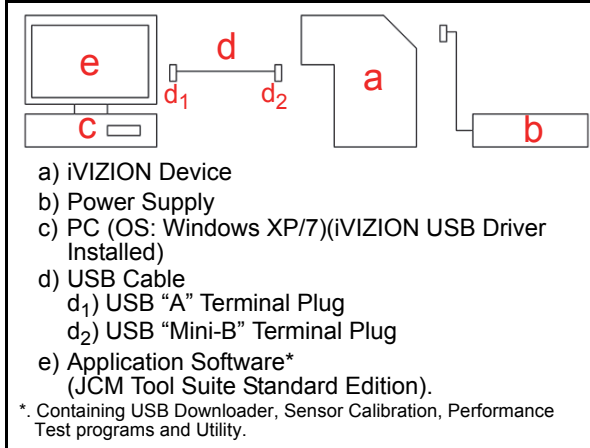 e
d
d1
d2
a
c
b
a) iVIZION Device
b) Power Supply
c) PC (OS: Windows XP/7)(iVIZION USB Driver
Installed)
d) USB Cable
d1) USB “A” Terminal Plug
d2) USB “Mini-B” Terminal Plug
e) Application Software*
(JCM Tool Suite Standard Edition).
*. Containing USB Downloader, Sensor Calibration, Performance
Test programs and Utility.